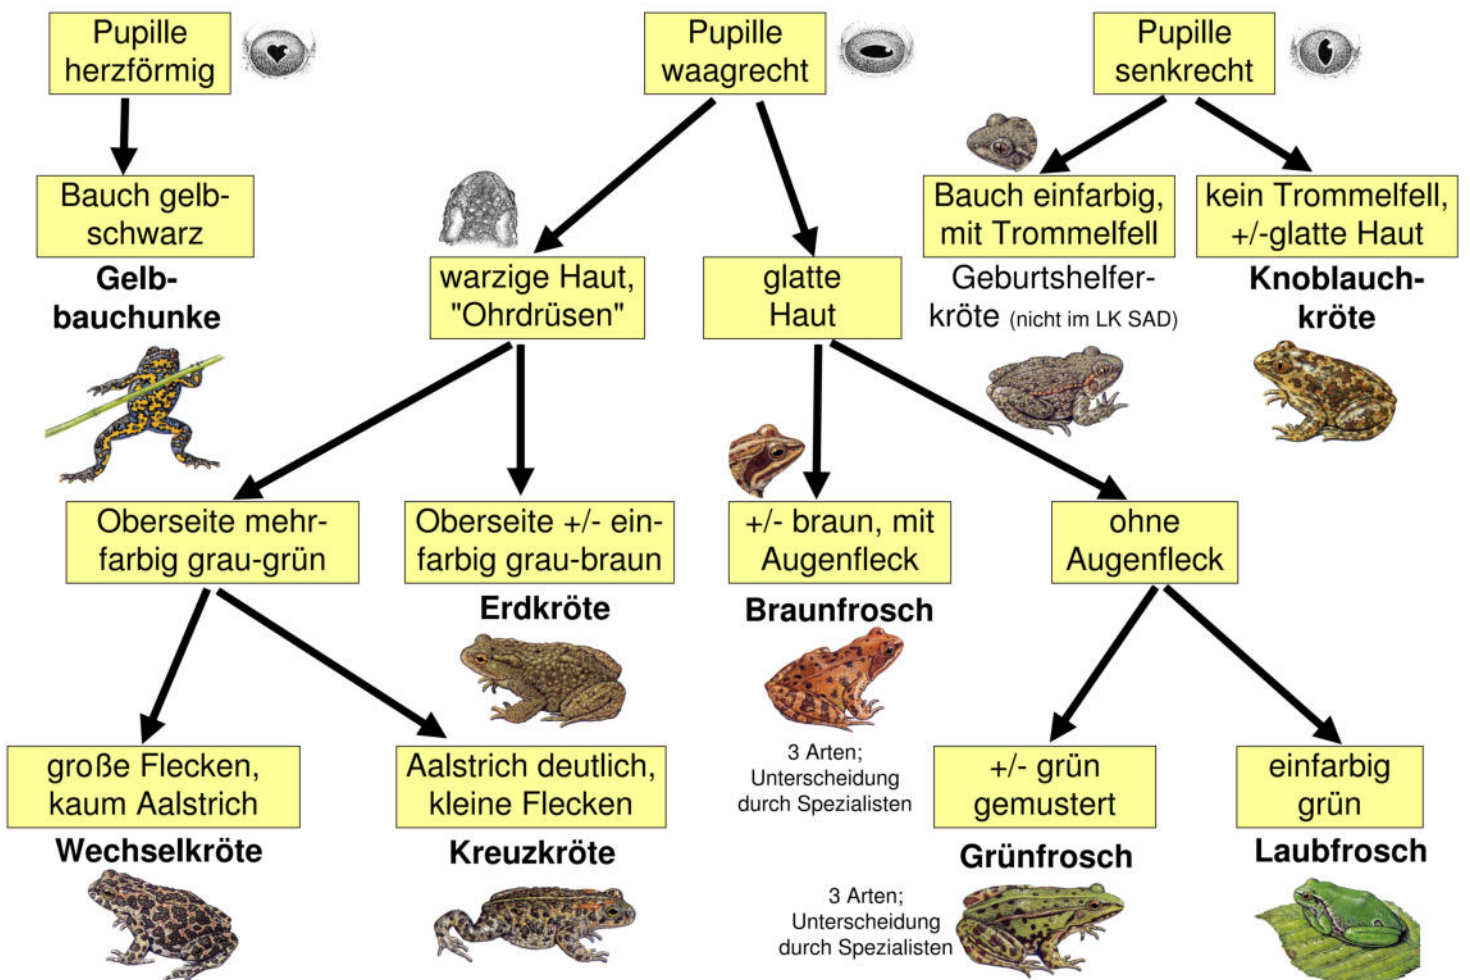 Pupille
herzförmig
Pupille
waagrecht
Pupille
senkrecht
Bauch gelb-
schwarz
Gelb-
bauchunke
warzige Haut,
"Ohrdrüsen"
glatte
Haut
Bauch einfarbig,
mit Trommelfell
Geburtshelfer-
kröte (nicht im LK SAD)
kein Trommelfell,
+/-glatte Haut
Knoblauch-
kröte
Oberseite mehr-
farbig grau-grün
Oberseite +/- ein-
farbig grau-braun
Erdkröte
+/- braun, mit
Augenfleck
Braunfrosch
3 Arten;
Unterscheidung
durch Spezialisten
ohne
Augenfleck
große Flecken,
kaum Aalstrich
Wechselkröte
Aalstrich deutlich,
kleine Flecken
Kreuzkröte
+/- grün
gemustert
Grünfrosch
3 Arten;
Unterscheidung
durch Spezialisten
einfarbig
grün
Laubfrosch